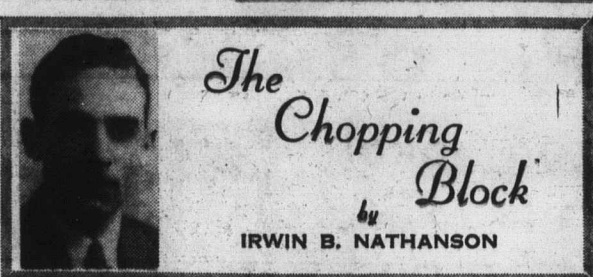 The
Chopping
Block
by
IRWIN B. NATHANSON